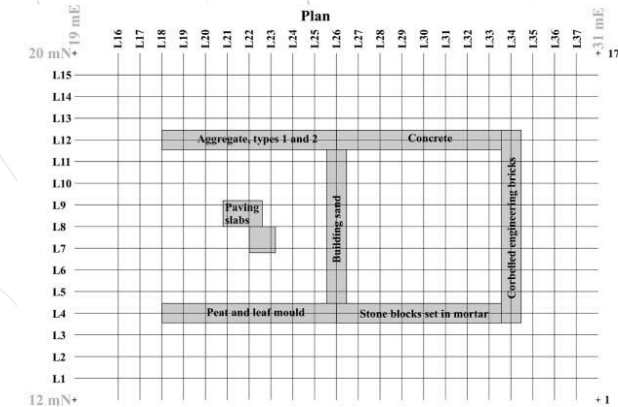 Plan
19 mE
L16 L17 L18 L19 L20 L21 L22 L23 L24 L25 L26 L27 L28 L29 L30 L31 L32 L33 L34 L35 L36 L37
31 mE
20 mN
17
L15
L14
L13
L12
Aggregate, types 1 and 2
Concrete
L11
L10
L9
Paving
slabs
L8
L7
L6
L5
Building sand
Corbelled engineering bricks
L4
Peat and leaf mould
Stone blocks set in mortar
L3
L2
L1
12 mN
1